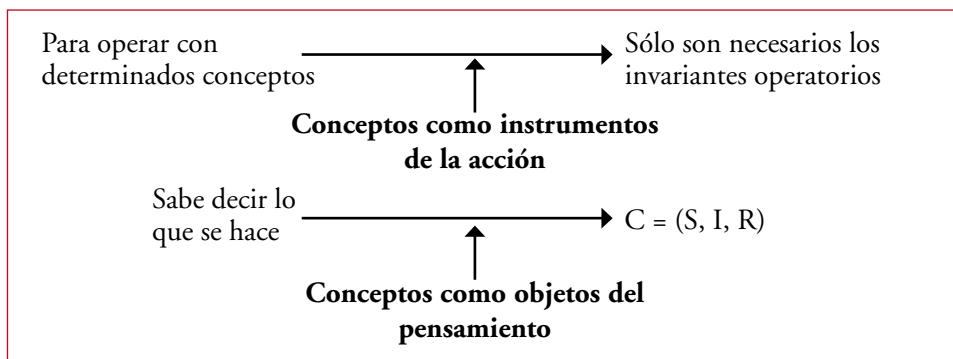 Para operar con
determinados conceptos
Sólo son necesarios los
invariantes operatorios
Conceptos como instrumentos
de la acción
Sabe decir lo
que se hace
C = (S, I, R)
Conceptos como objetos del
pensamiento